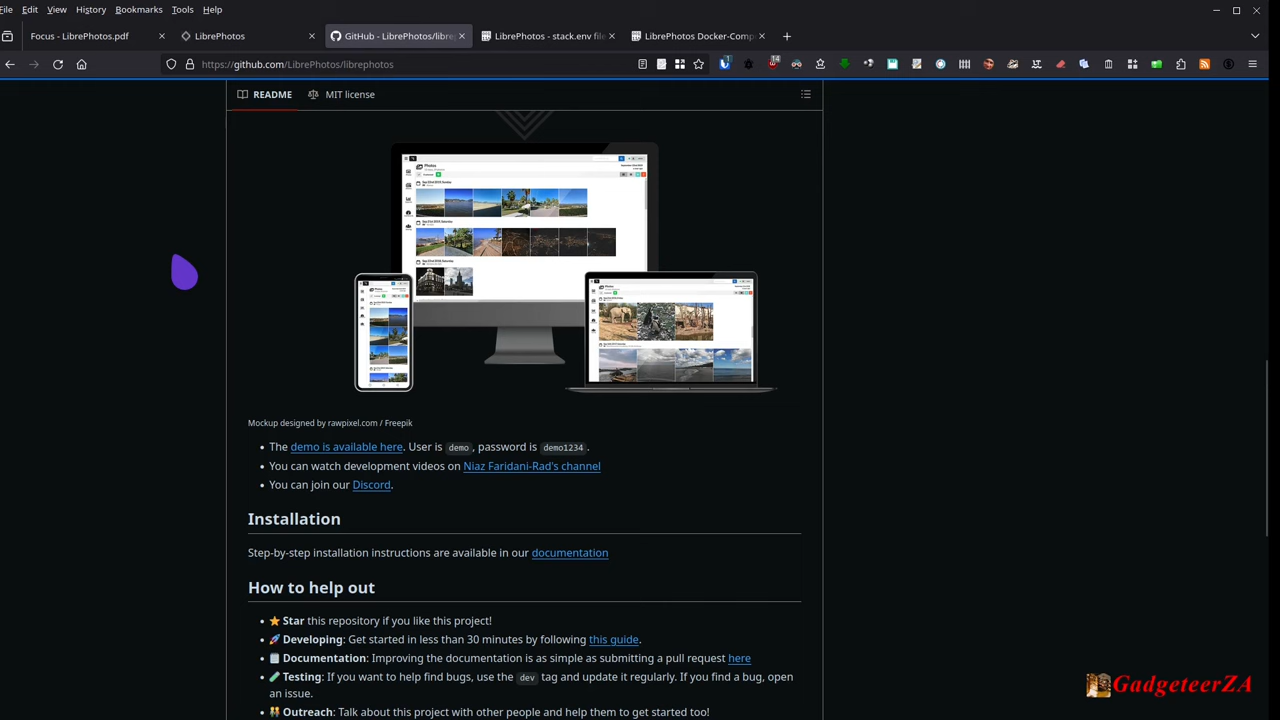 File Edit View History Bookmarks Tools Help
Focus - LibrePhotos.pdf
LibrePhotos
GitHub - LibrePhotos/librep
LibrePhotos - stack.env file
LibrePhotos Docker-Comp
https://github.com/LibrePhotos/librephotos
README
MIT license
Photos
Mockup designed by rawpixel.com / Freepik
The demo is available here. User is demo , password is demo1234 .
You can watch development videos on Niaz Faridani-Rad's channel
You can join our Discord.
Installation
Step-by-step installation instructions are available in our documentation
How to help out
⭐ Star this repository if you like this project!
🚀 Developing: Get started in less than 30 minutes by following this guide.
🗒️ Documentation: Improving the documentation is as simple as submitting a pull request here
🧪 Testing: If you want to help find bugs, use the dev tag and update it regularly. If you find a bug, open
an issue.
🧑‍🤝‍🧑 Outreach: Talk about this project with other people and help them to get started too!
GadgeteerZA